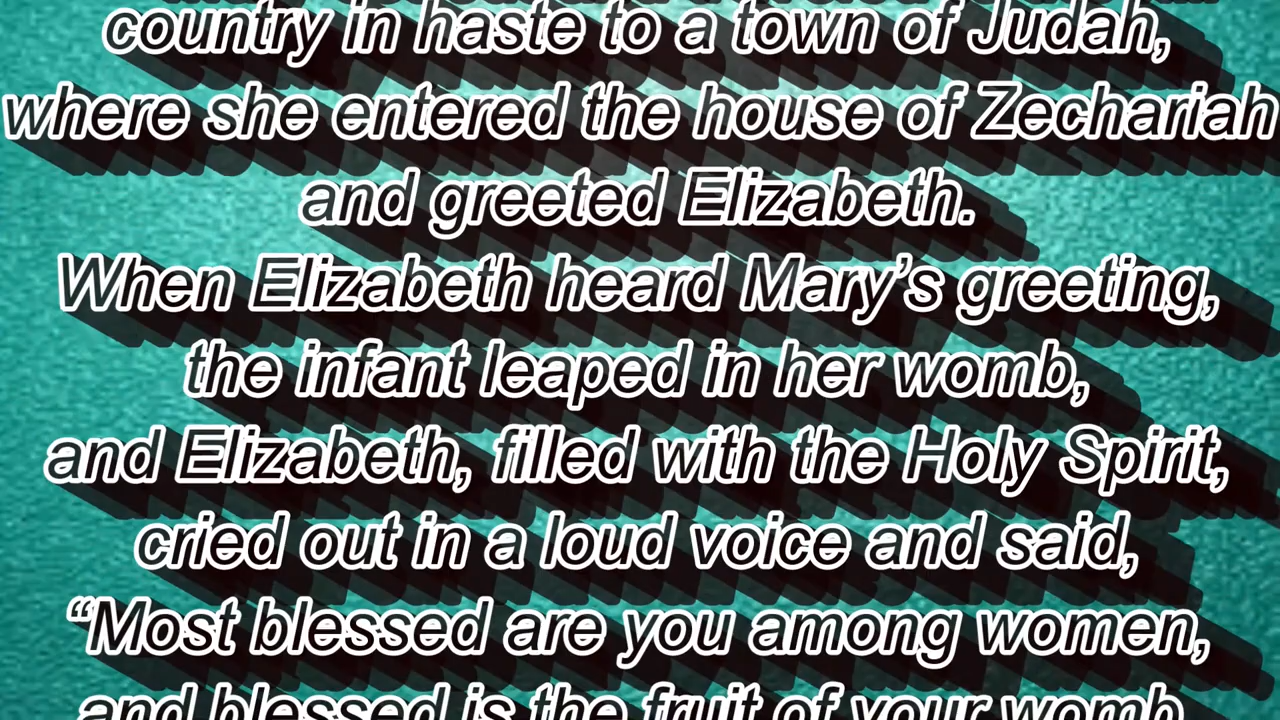 country in haste to a town of Judah,
where she entered the house of Zechariah
and greeted Elizabeth.
When Elizabeth heard Mary’s greeting,
the infant leaped in her womb,
and Elizabeth, filled with the Holy Spirit,
cried out in a loud voice and said,
“Most blessed are you among women,
and blessed is the fruit of your womb